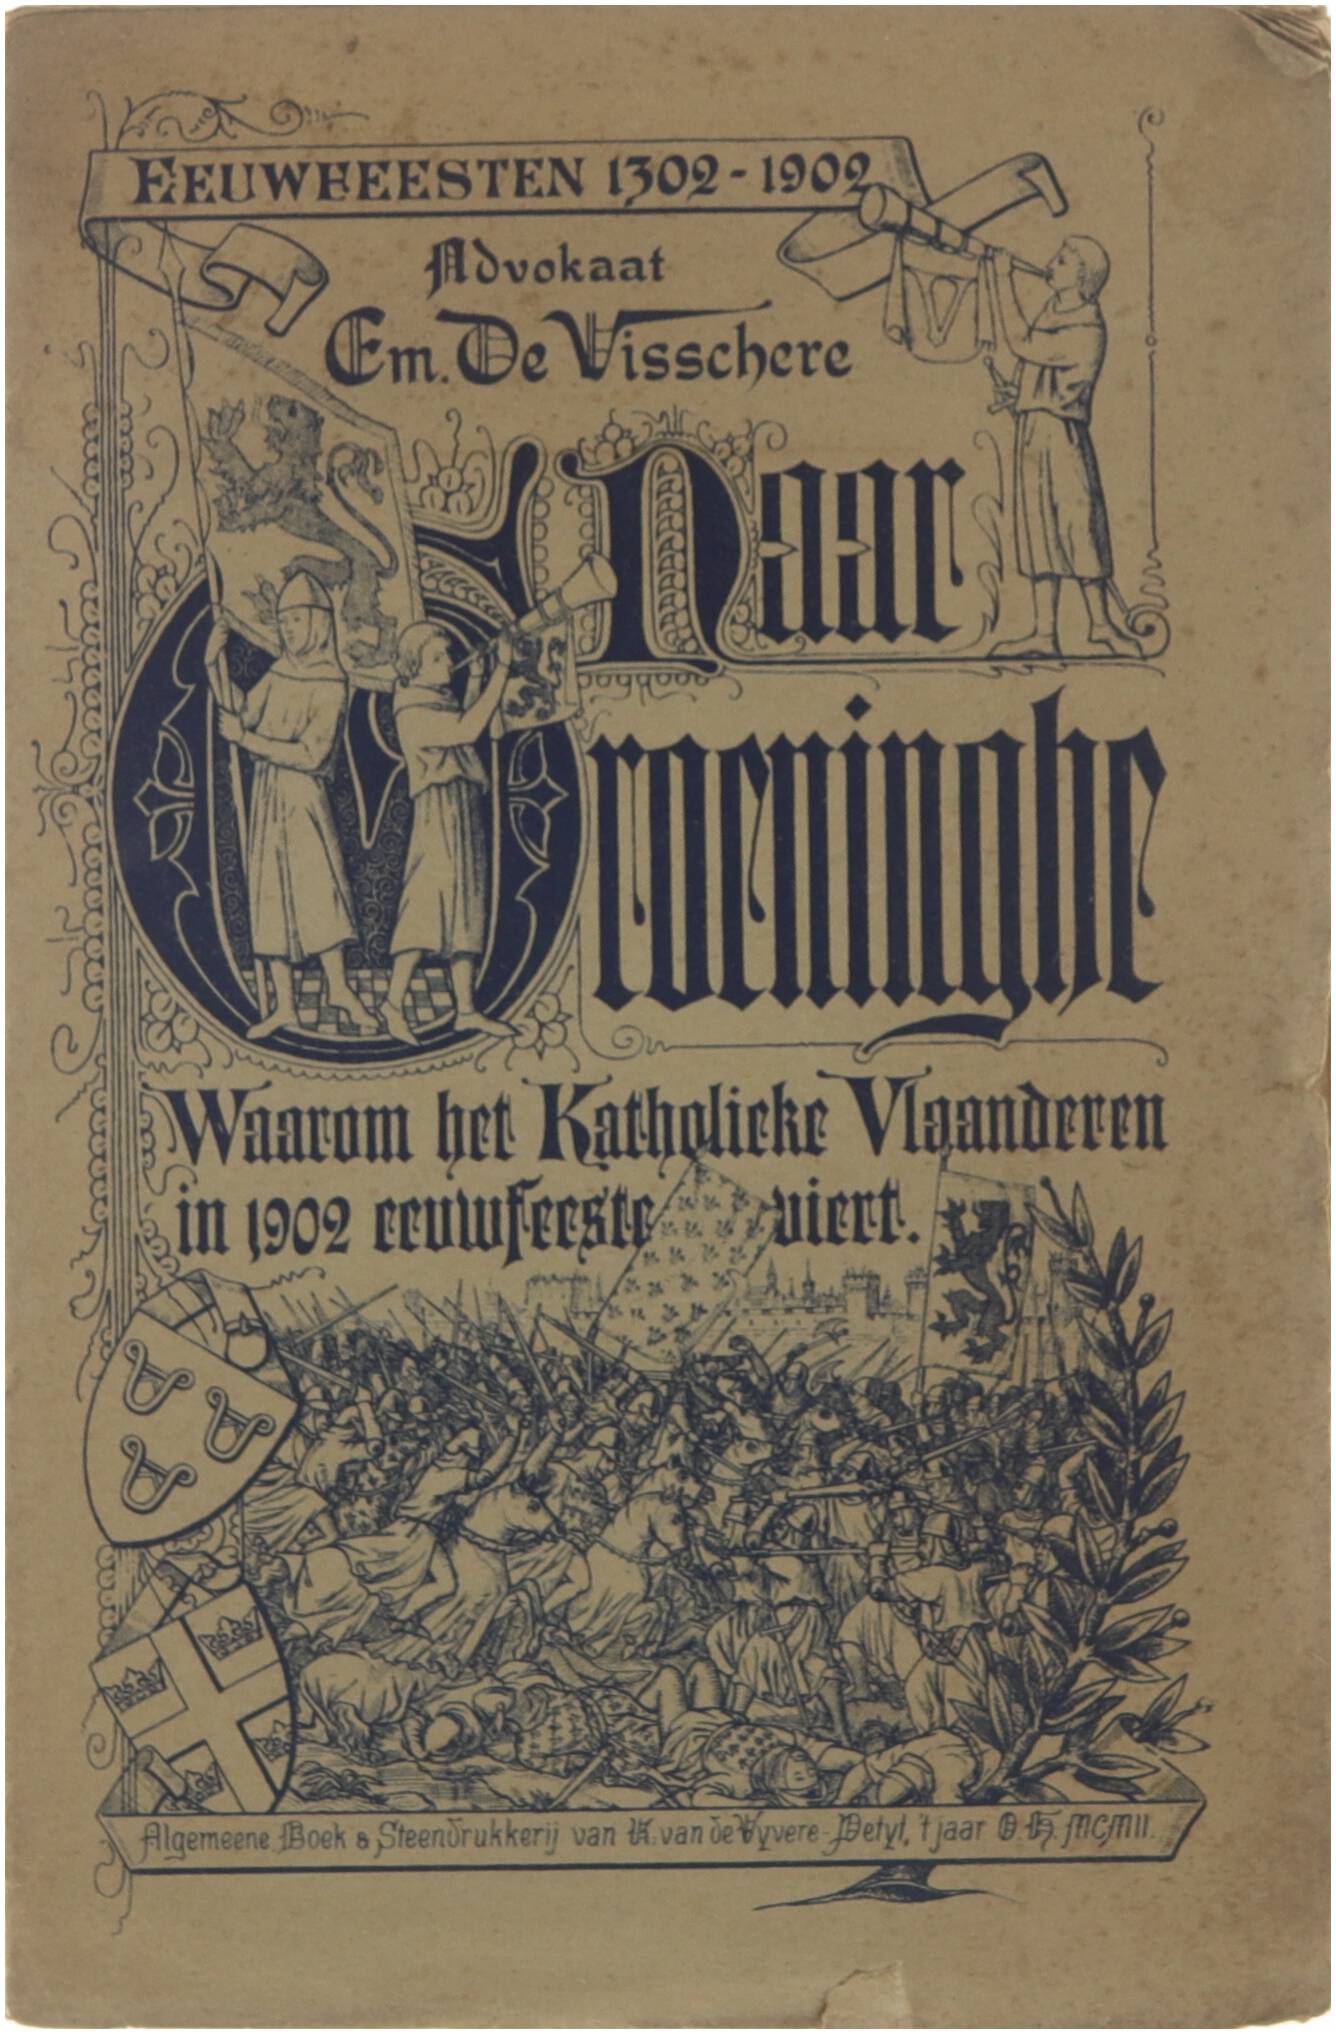 EEUWFEESTEN 1302-1902
Advokaat
Em. De Visschere
Naar
Groeninghe
Waarom het Katholieke Vlaanderen
in 1902 eeuwfeeste viert.
Algemeene Boek & Steendrukkerij van K. van de Vyvere-Petyt, 't jaar O. H. MCMII.